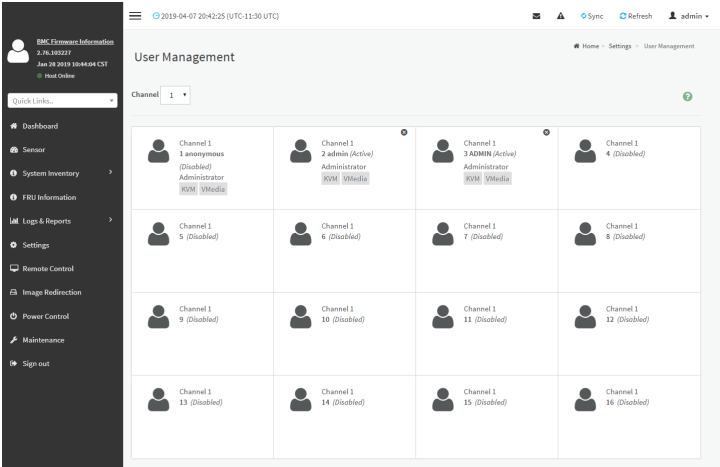 2019-04-07 20:42:25 (UTC-11:30 UTC)
Sync
Refresh
admin
BMC Firmware Information
2.76.103227
Jan 28 2019 10:44:04 CST
Host Online
Quick Links..
Dashboard
Sensor
System Inventory
FRU Information
Logs & Reports
Settings
Remote Control
Image Redirection
Power Control
Maintenance
Sign out
User Management
Home > Settings > User Management
Channel 1
Channel 1
1 anonymous
(Disabled)
Administrator
KVM VMedia
Channel 1
2 admin (Active)
Administrator
KVM VMedia
Channel 1
3 ADMIN (Active)
Administrator
KVM VMedia
Channel 1
4 (Disabled)
Channel 1
5 (Disabled)
Channel 1
6 (Disabled)
Channel 1
7 (Disabled)
Channel 1
8 (Disabled)
Channel 1
9 (Disabled)
Channel 1
10 (Disabled)
Channel 1
11 (Disabled)
Channel 1
12 (Disabled)
Channel 1
13 (Disabled)
Channel 1
14 (Disabled)
Channel 1
15 (Disabled)
Channel 1
16 (Disabled)